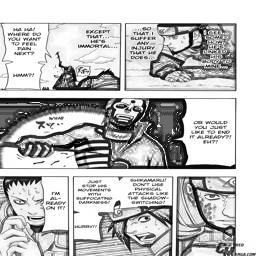 ...SO
THAT I
SUFFER
ANY
INJURY
THAT HE
DOES...
EXCEPT
THAT...
HE'S
IMMORTAL...
HA HA!
WHERE DO
YOU WANT
TO FEEL
PAIN
NEXT?
HMM?!
OR WOULD
YOU JUST
LIKE TO END
IT ALREADY?!
EH?!
SHIKAMARU!
DON'T USE
PHYSICAL
ATTACKS LIKE
THE SHADOW-
STITCHING!
JUST
STOP HIS
MOVEMENTS
WITH
SUFFOCATING
DARKNESS!
HURRY!!
I'M
AL-
READY
ON IT!